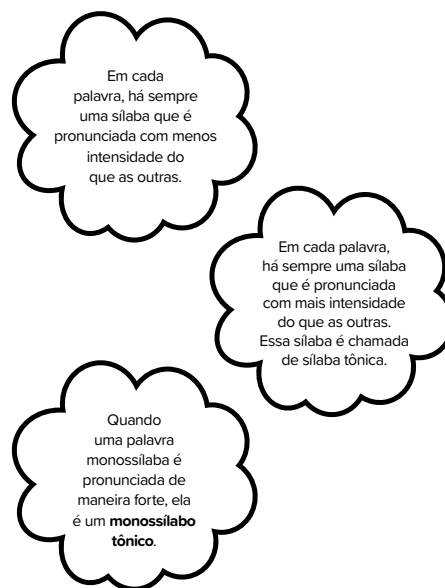 Em cada
palavra, há sempre
uma sílaba que é
pronunciada com menos
intensidade do
que as outras.
Em cada palavra,
há sempre uma sílaba
que é pronunciada
com mais intensidade
do que as outras.
Essa sílaba é chamada
de sílaba tônica.
Quando
uma palavra
monossílaba é
pronunciada de
maneira forte, ela
é um monossílabo
tônico.